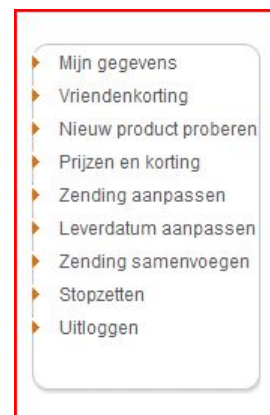 Mijn gegevens
Vriendenkorting
Nieuw product proberen
Prijzen en korting
Zending aanpassen
Leverdatum aanpassen
Zending samenvoegen
Stopzetten
Uitloggen